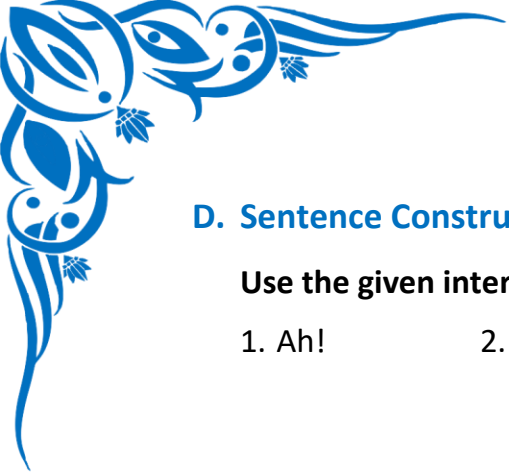 D. Sentence Constru
Use the given inter
1. Ah! 2.